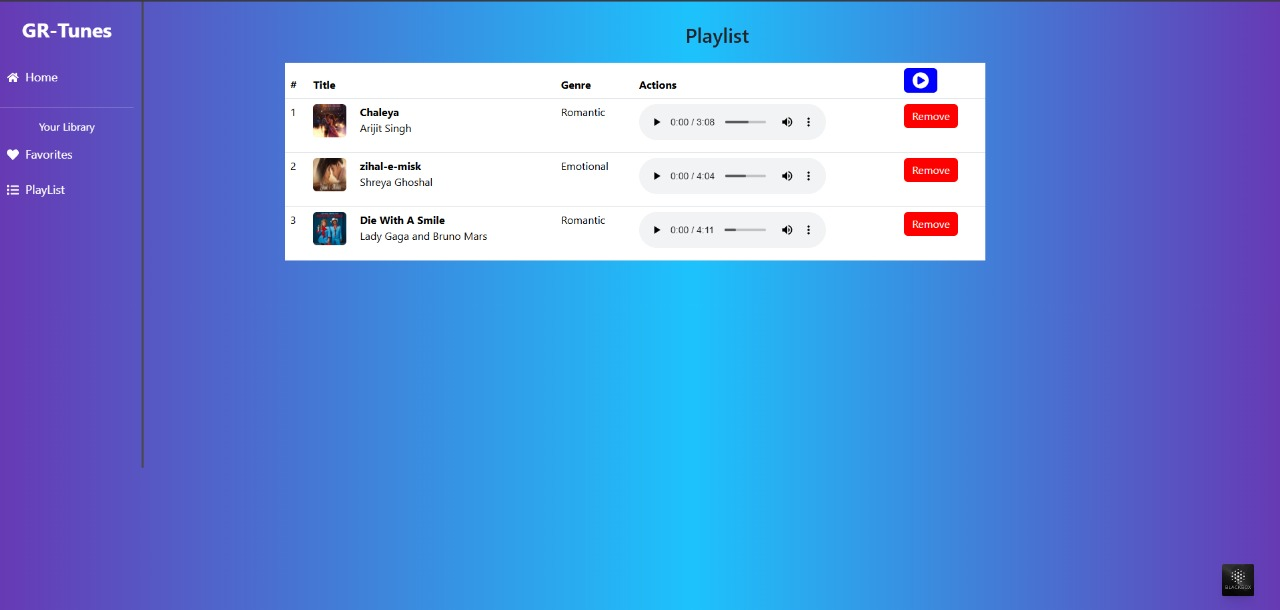 GR-Tunes
Home
Your Library
Favorites
PlayList
Playlist
# Title Genre Actions
1 Chaleya Romantic 0:00 / 3:08 Remove
Arijit Singh
2 zihal-e-misk Emotional 0:00 / 4:04 Remove
Shreya Ghoshal
3 Die With A Smile Romantic 0:00 / 4:11 Remove
Lady Gaga and Bruno Mars
BLACKBOX